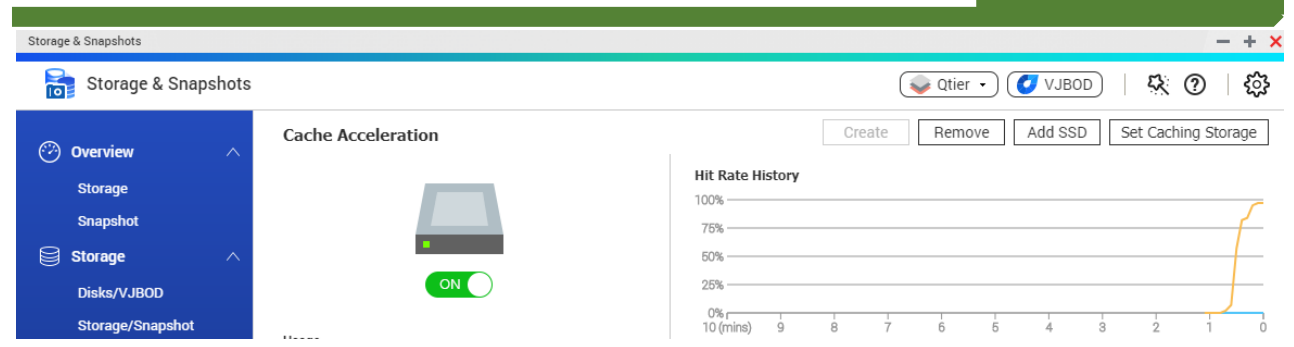 Storage & Snapshots
Storage & Snapshots
Qtier
VJBOD
Overview
Storage
Snapshot
Storage
Disks/VJBOD
Storage/Snapshot
Cache Acceleration
Create
Remove
Add SSD
Set Caching Storage
ON
Usage
Hit Rate History
100%
75%
50%
25%
0%
10 (mins) 9 8 7 6 5 4 3 2 1 0